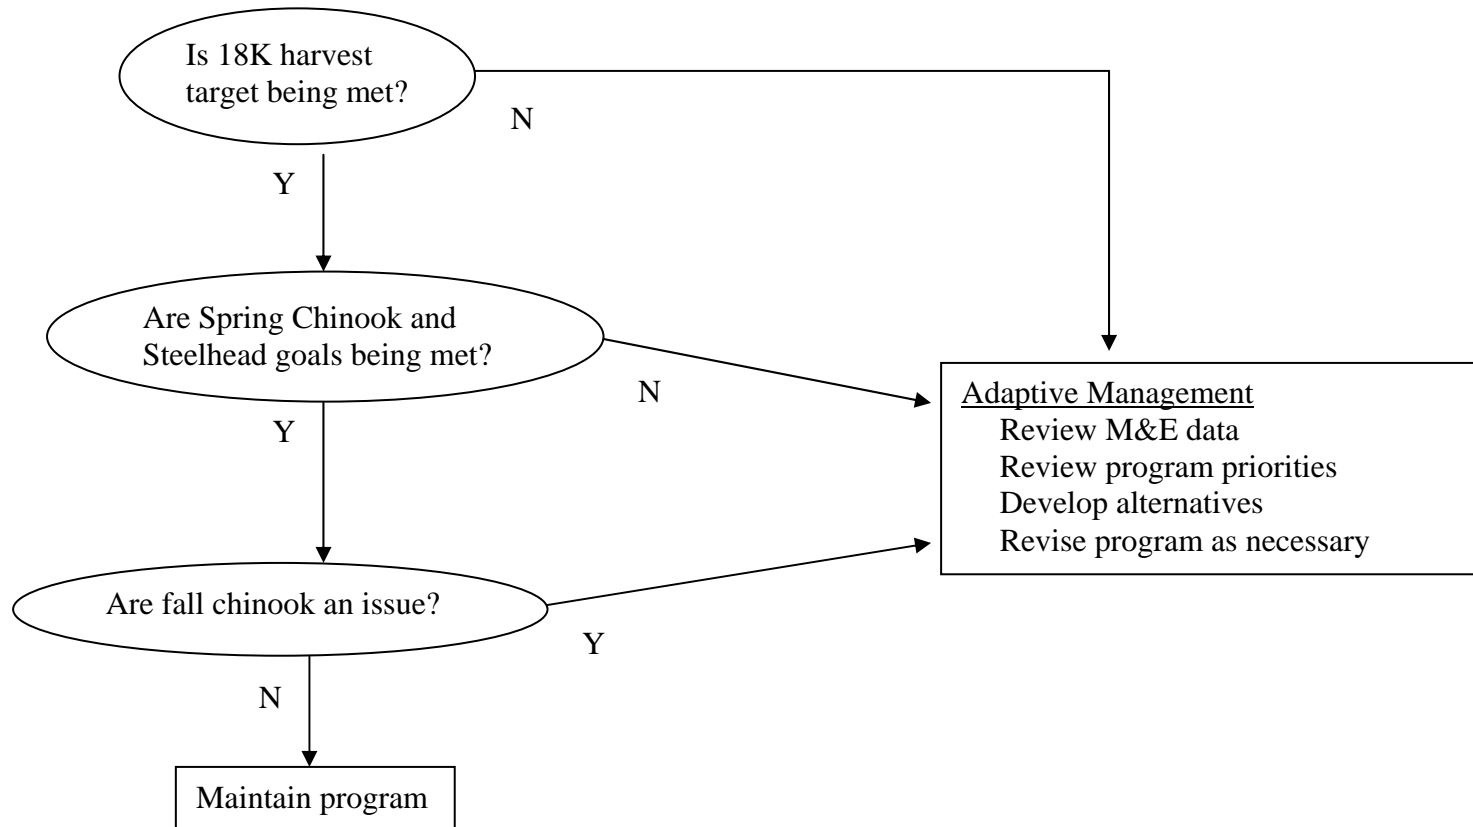 Is 18K harvest
target being met?
N
Y
Are Spring Chinook and
Steelhead goals being met?
N
Y
Adaptive Management
Review M&E data
Review program priorities
Develop alternatives
Revise program as necessary
Are fall chinook an issue?
Y
N
Maintain program